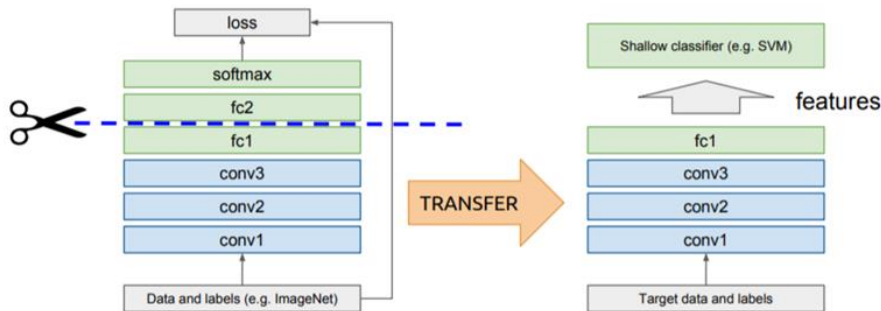 loss
softmax
fc2
fc1
conv3
conv2
conv1
Data and labels (e.g. ImageNet)
TRANSFER
Shallow classifier (e.g. SVM)
features
fc1
conv3
conv2
conv1
Target data and labels